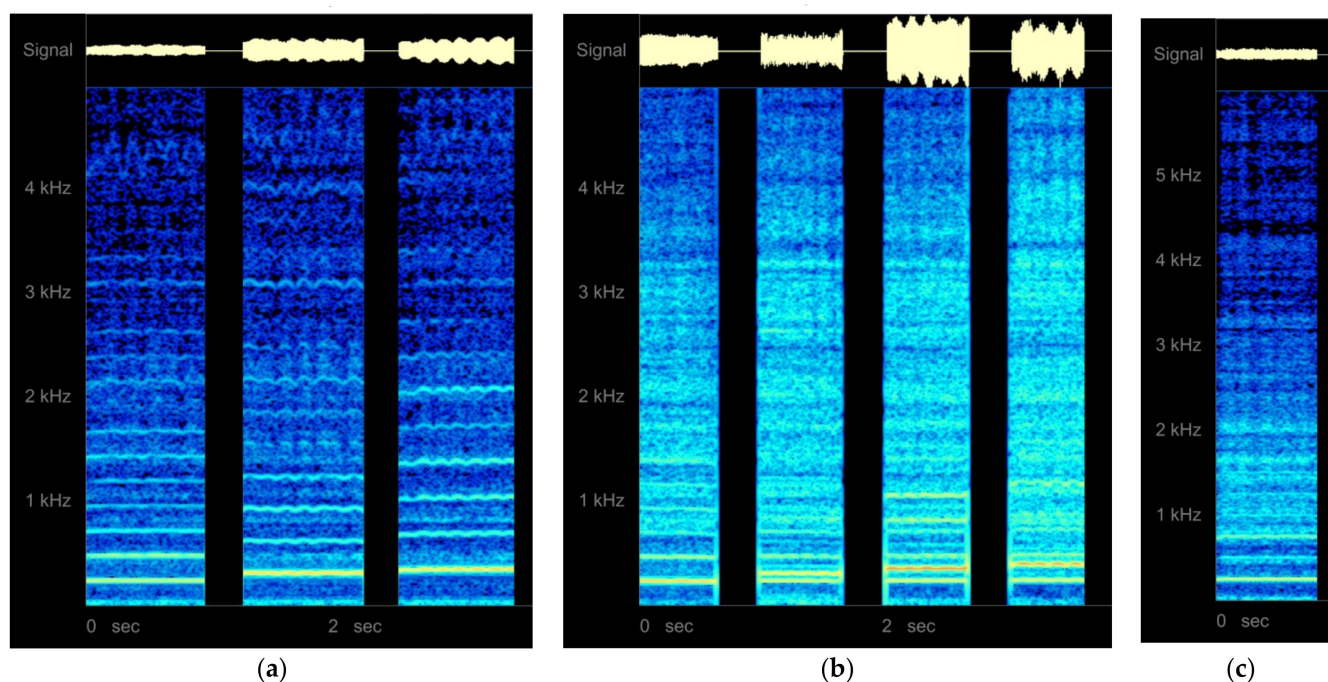 Signal
4 kHz
3 kHz
2 kHz
1 kHz
0 sec 2 sec
(a)
Signal
4 kHz
3 kHz
2 kHz
1 kHz
0 sec 2 sec
(b)
Signal
5 kHz
4 kHz
3 kHz
2 kHz
1 kHz
0 sec
(c)